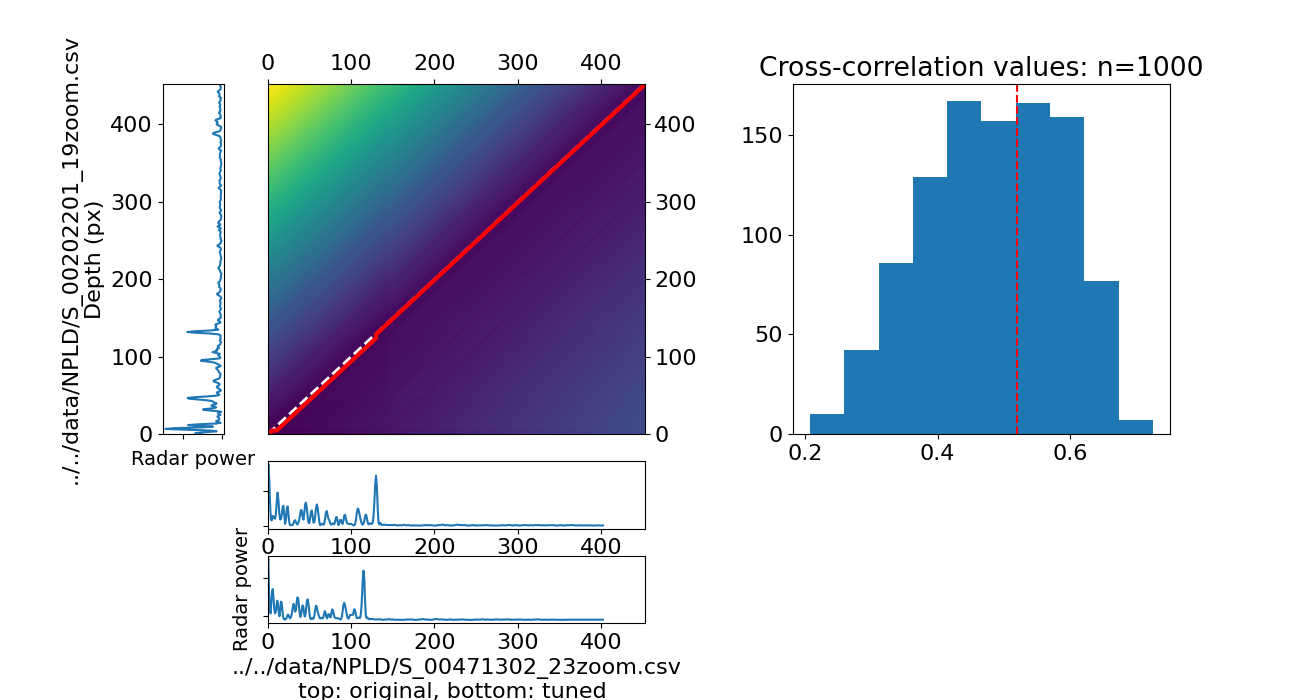 0 100 200 300 400
Cross-correlation values: n=1000
../../data/NPLD/S_00202201_19zoom.csv
Depth (px)
400
300
200
100
0
400
300
200
100
0
150
100
50
0
0.2 0.4 0.6
Radar power
0 100 200 300 400
Radar power
0 100 200 300 400
../../data/NPLD/S_00471302_23zoom.csv
top: original, bottom: tuned